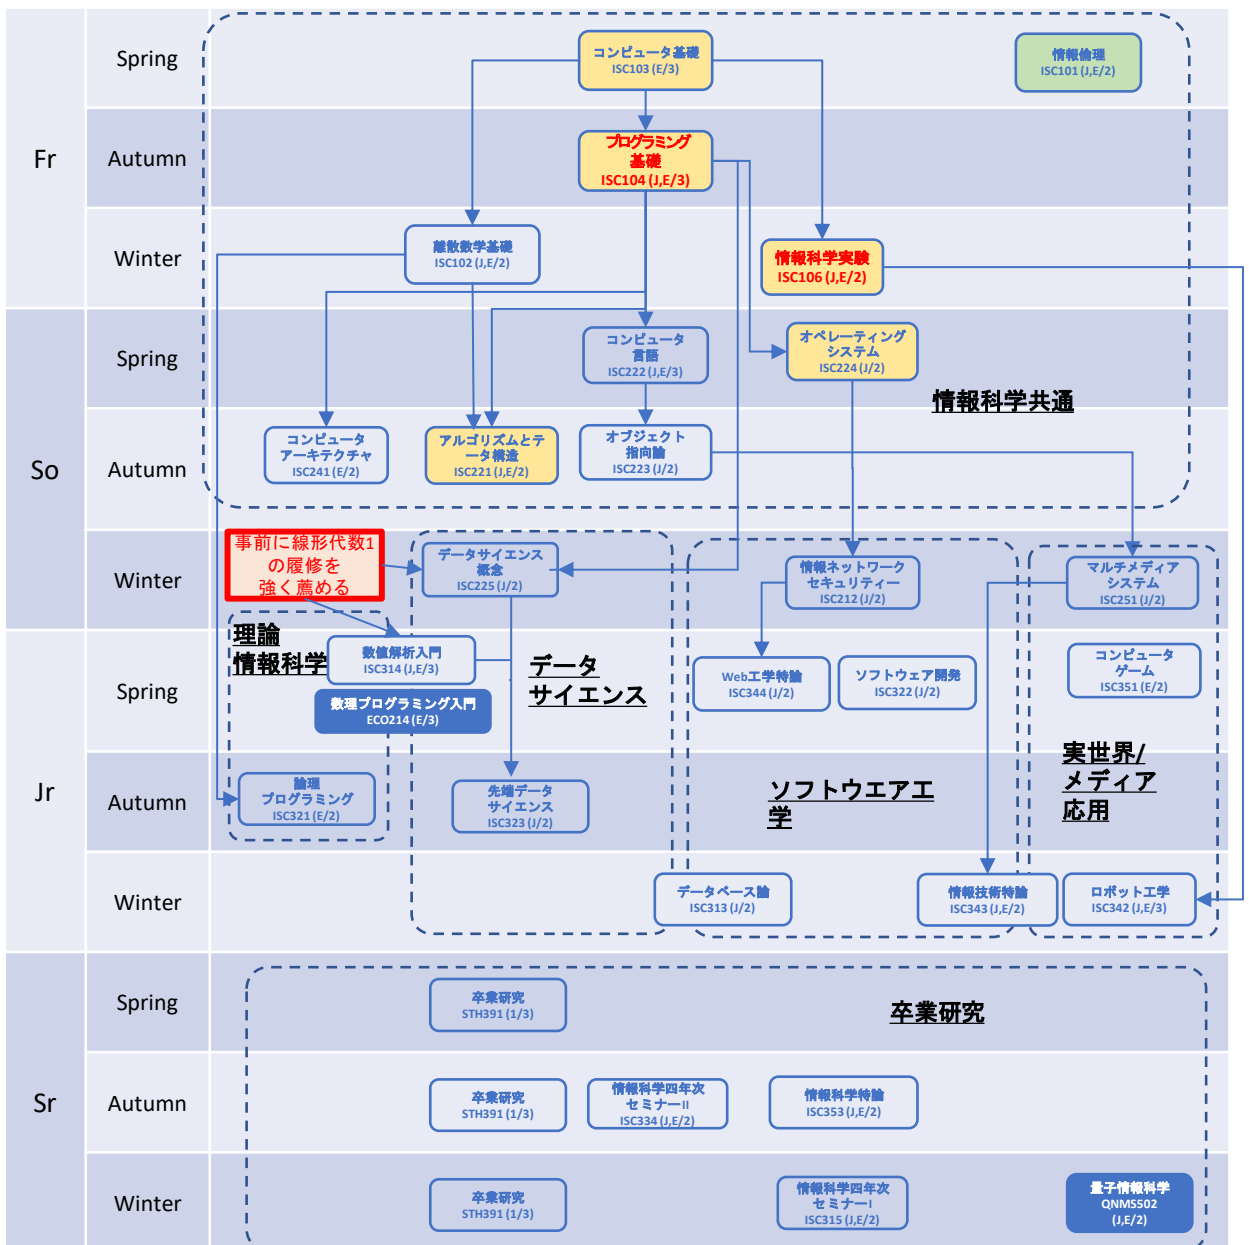 Fr
Spring
コンピュータ基礎
ISC103 (E/3)
情報倫理
ISC101 (J,E/2)
Autumn
プログラミング
基礎
ISC104 (J,E/3)
Winter
離散数学基礎
ISC102 (J,E/2)
情報科学実験
ISC106 (J,E/2)
So
Spring
コンピュータ
言語
ISC222 (J,E/3)
オペレーティング
システム
ISC224 (J/2)
情報科学共通
Autumn
コンピュータ
アーキテクチャ
ISC241 (E/2)
アルゴリズムとデ
ータ構造
ISC221 (J,E/2)
オブジェクト
指向論
ISC223 (J/2)
Winter
事前に線形代数1
の履修を
強く薦める
データサイエンス
概念
ISC225 (J/2)
情報ネットワーク
セキュリティー
ISC212 (J/2)
マルチメディア
システム
ISC251 (J/2)
Jr
Spring
理論
情報科学
数値解析入門
ISC314 (J,E/3)
数理プログラミング入門
ECO214 (E/3)
データ
サイエンス
Web工学特論
ISC344 (J/2)
ソフトウェア開発
ISC322 (J/2)
コンピュータ
ゲーム
ISC351 (E/2)
Autumn
論理
プログラミング
ISC321 (E/2)
先端データ
サイエンス
ISC323 (J/2)
ソフトウエア工
学
実世界/
メディア
応用
Winter
データベース論
ISC313 (J/2)
情報技術特論
ISC343 (J,E/2)
ロボット工学
ISC342 (J,E/3)
Sr
Spring
卒業研究
STH391 (1/3)
卒業研究
Autumn
卒業研究
STH391 (1/3)
情報科学四年次
セミナーII
ISC334 (J,E/2)
情報科学特論
ISC353 (J,E/2)
Winter
卒業研究
STH391 (1/3)
情報科学四年次
セミナーI
ISC315 (J,E/2)
量子情報科学
QNMS502
(J,E/2)